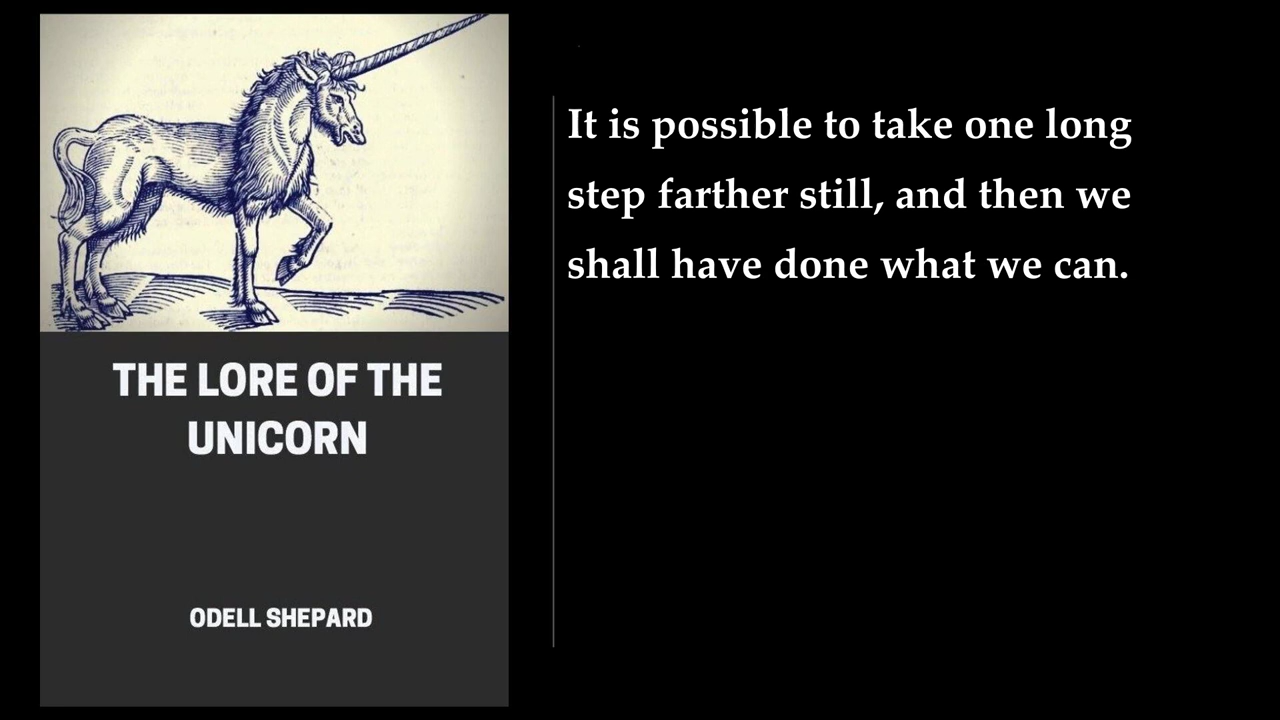 THE LORE OF THE
UNICORN
ODELL SHEPARD
It is possible to take one long
step farther still, and then we
shall have done what we can.